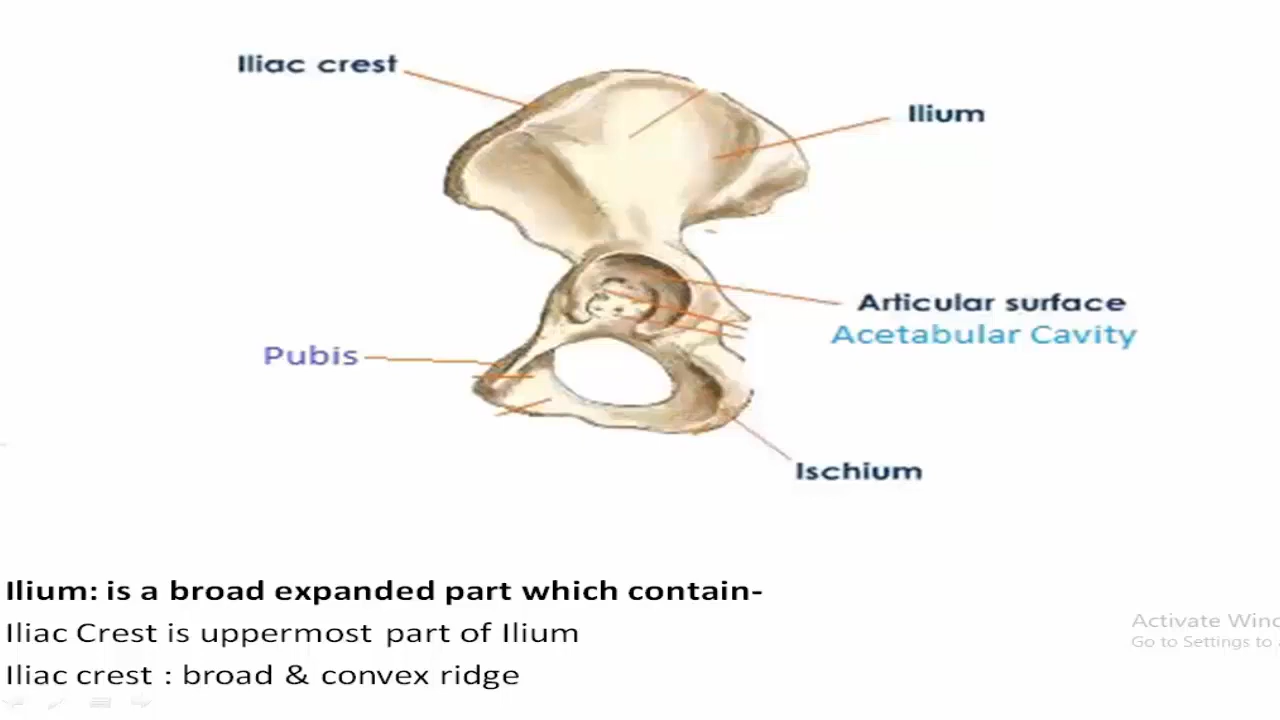 Iliac crest
Ilium
Articular surface
Acetabular Cavity
Pubis
Ischium
Ilium: is a broad expanded part which contain-
Iliac Crest is uppermost part of Ilium
Iliac crest : broad & convex ridge
Activate Wind
Go to Settings to